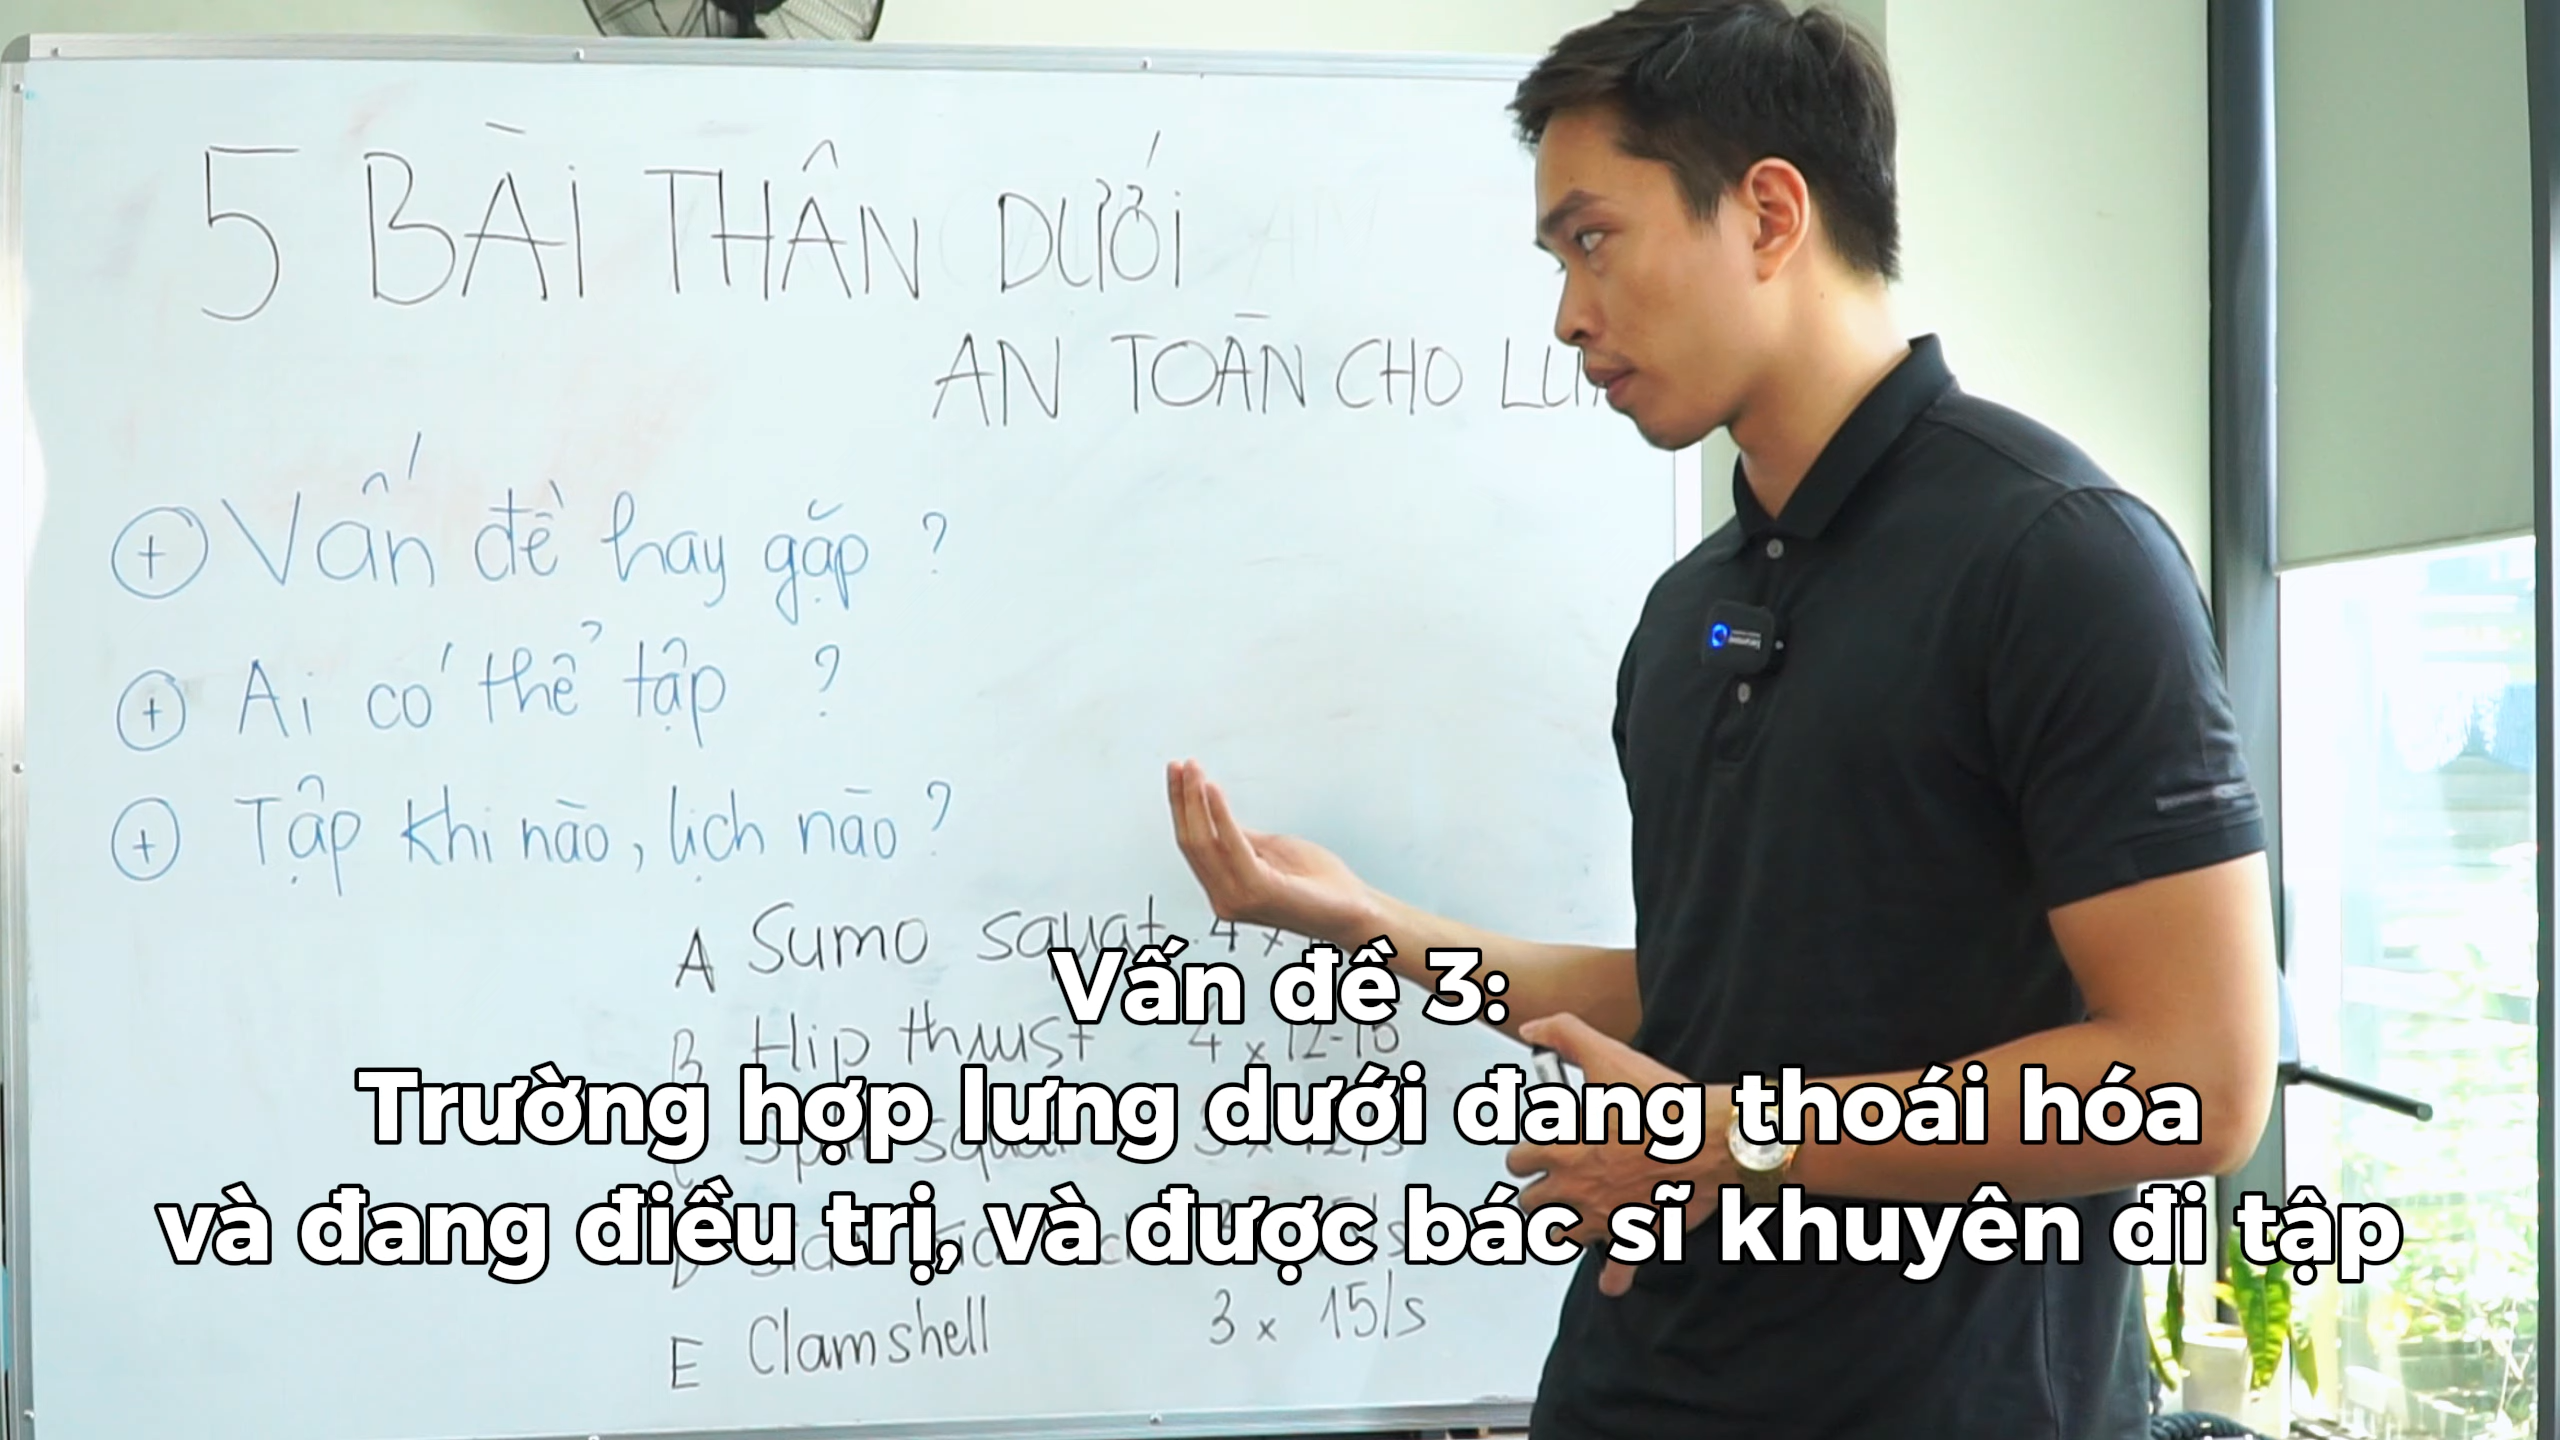 5 BÀI THÂN DƯỚI
AN TOÀN CHO
+ Vấn đề hay gặp ?
+ Ai có thể tập ?
+ Tập khi nào, lịch nào ?
A Sumo squat 4 x
B Hip thrust 4 x 12-
Vấn đề 3:
Trường hợp lưng dưới đang thoái hóa
và đang điều trị, và được bác sĩ khuyên đi tập
E Clamshell 3 x 15/s